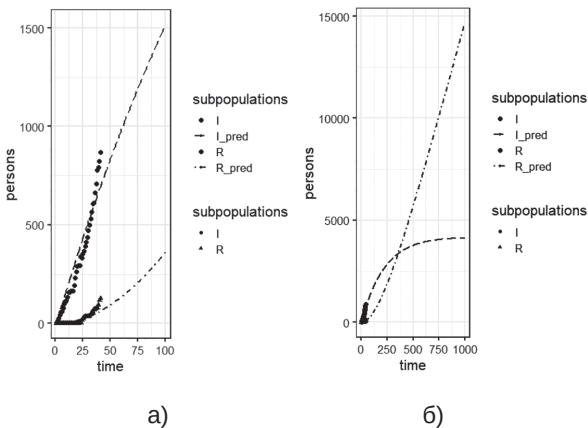 1500
1000
500
0
persons
0 25 50 75 100
time
subpopulations
I
I_pred
R
R_pred
subpopulations
I
R
а)
15000
10000
5000
0
persons
0 250 500 750 1000
time
subpopulations
I
I_pred
R
R_pred
subpopulations
I
R
б)